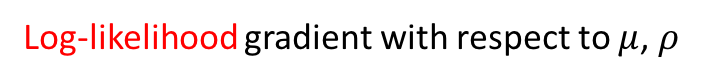 Log-likelihood gradient with respect to 𝜇, 𝜌